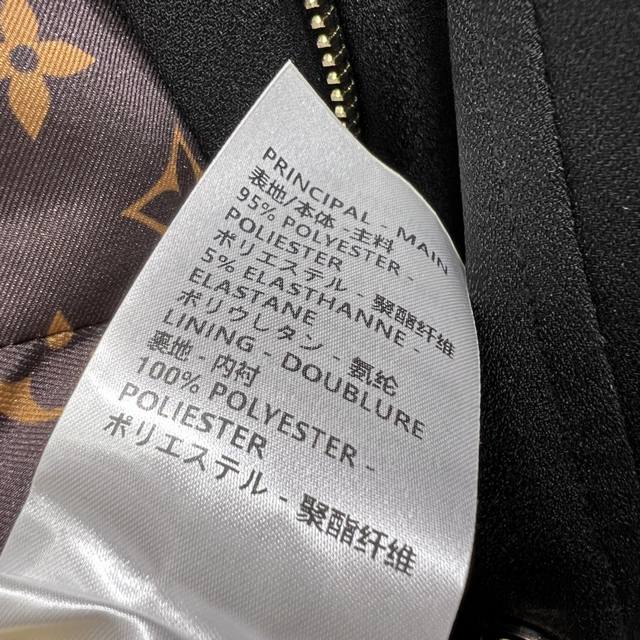 PRINCIPAL - MAIN
表地/本体 - 主料
95% POLYESTER -
POLIESTER
ポリエステル - 聚酯纤维
5% ELASTHANNE -
ELASTANE
ポリウレタン - 氨纶
LINING - DOUBLURE
裏地 - 内衬
100% POLYESTER -
POLIESTER
ポリエステル - 聚酯纤维